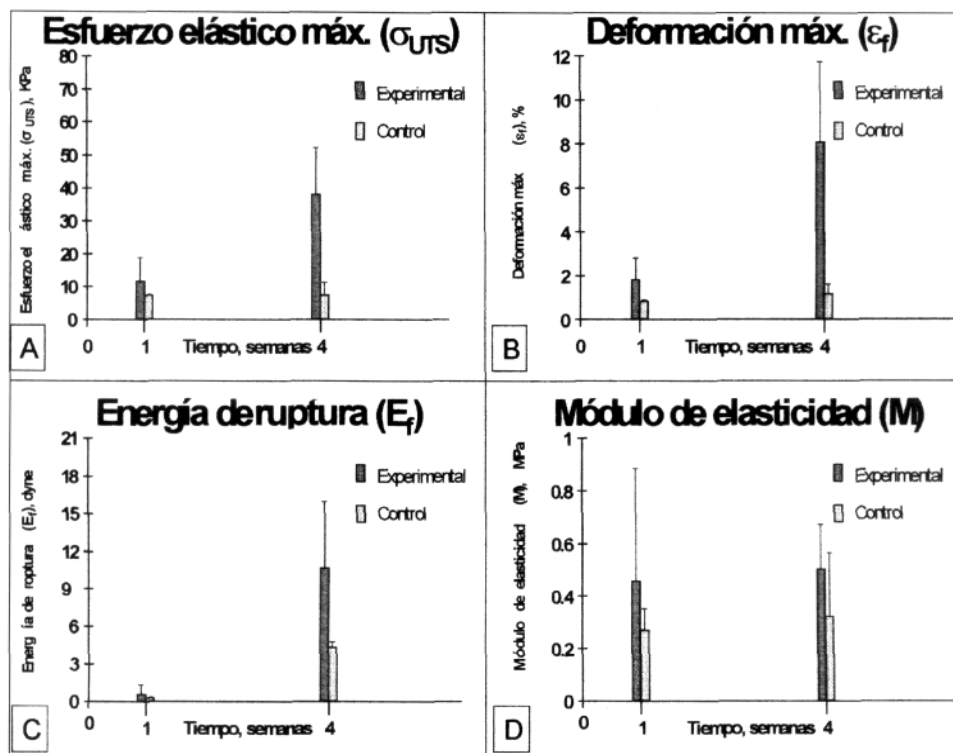 Esfuerzo elástico máx. (σUTS)
80
70
60
50
40
30
20
10
0
Esfuerzo el ástico máx. (σ UTS), KPa
Experimental
Control
A
0
1
Tiempo, semanas 4
Deformación máx. (εf)
12
10
8
6
4
2
0
Deformación máx (εf), %
Experimental
Control
B
0
1
Tiempo, semanas 4
Energía de ruptura (Ef)
21
18
15
12
9
6
3
0
Energ ía de roptura (Ef), dyne
Experimental
Control
C
0
1
Tiempo, semanas 4
Módulo de elasticidad (M)
1
0.8
0.6
0.4
0.2
0
Módulo de elasticidad (M), MPa
Experimental
Control
D
0
1
Tiempo, semanas 4